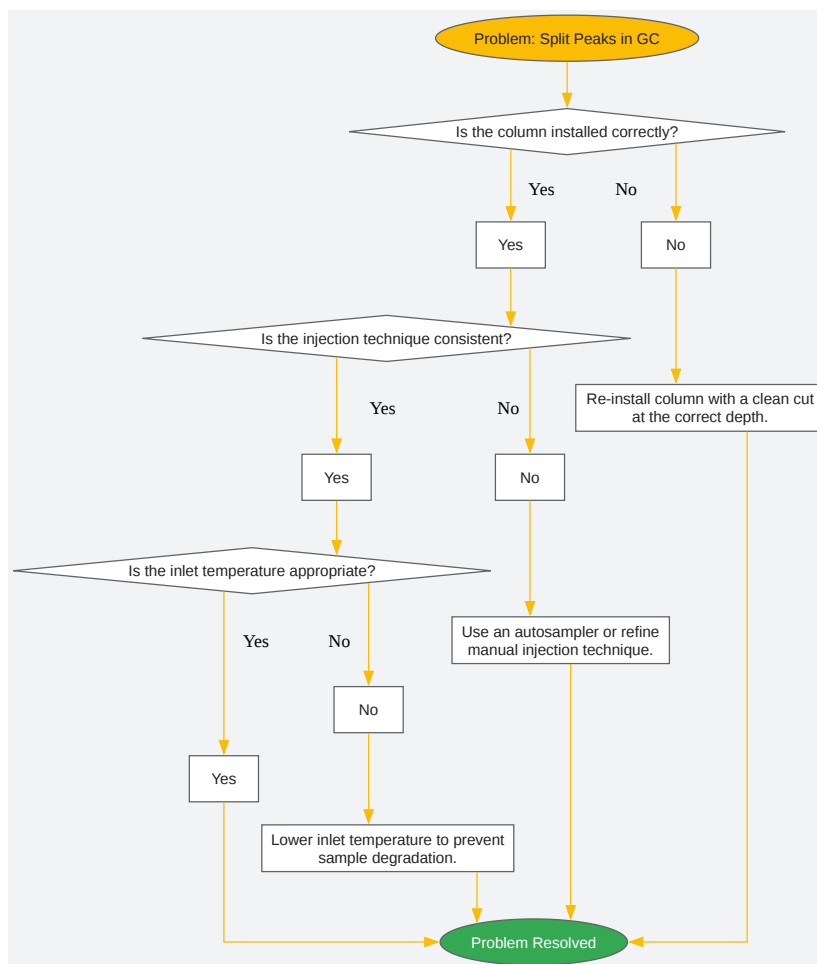 Problem: Split Peaks in GC
Is the column installed correctly?
Yes
No
Yes
No
Is the injection technique consistent?
Re-install column with a clean cut
at the correct depth.
Yes
No
Yes
No
Is the inlet temperature appropriate?
Use an autosampler or refine
manual injection technique.
Yes
No
No
Yes
Lower inlet temperature to prevent
sample degradation.
Problem Resolved